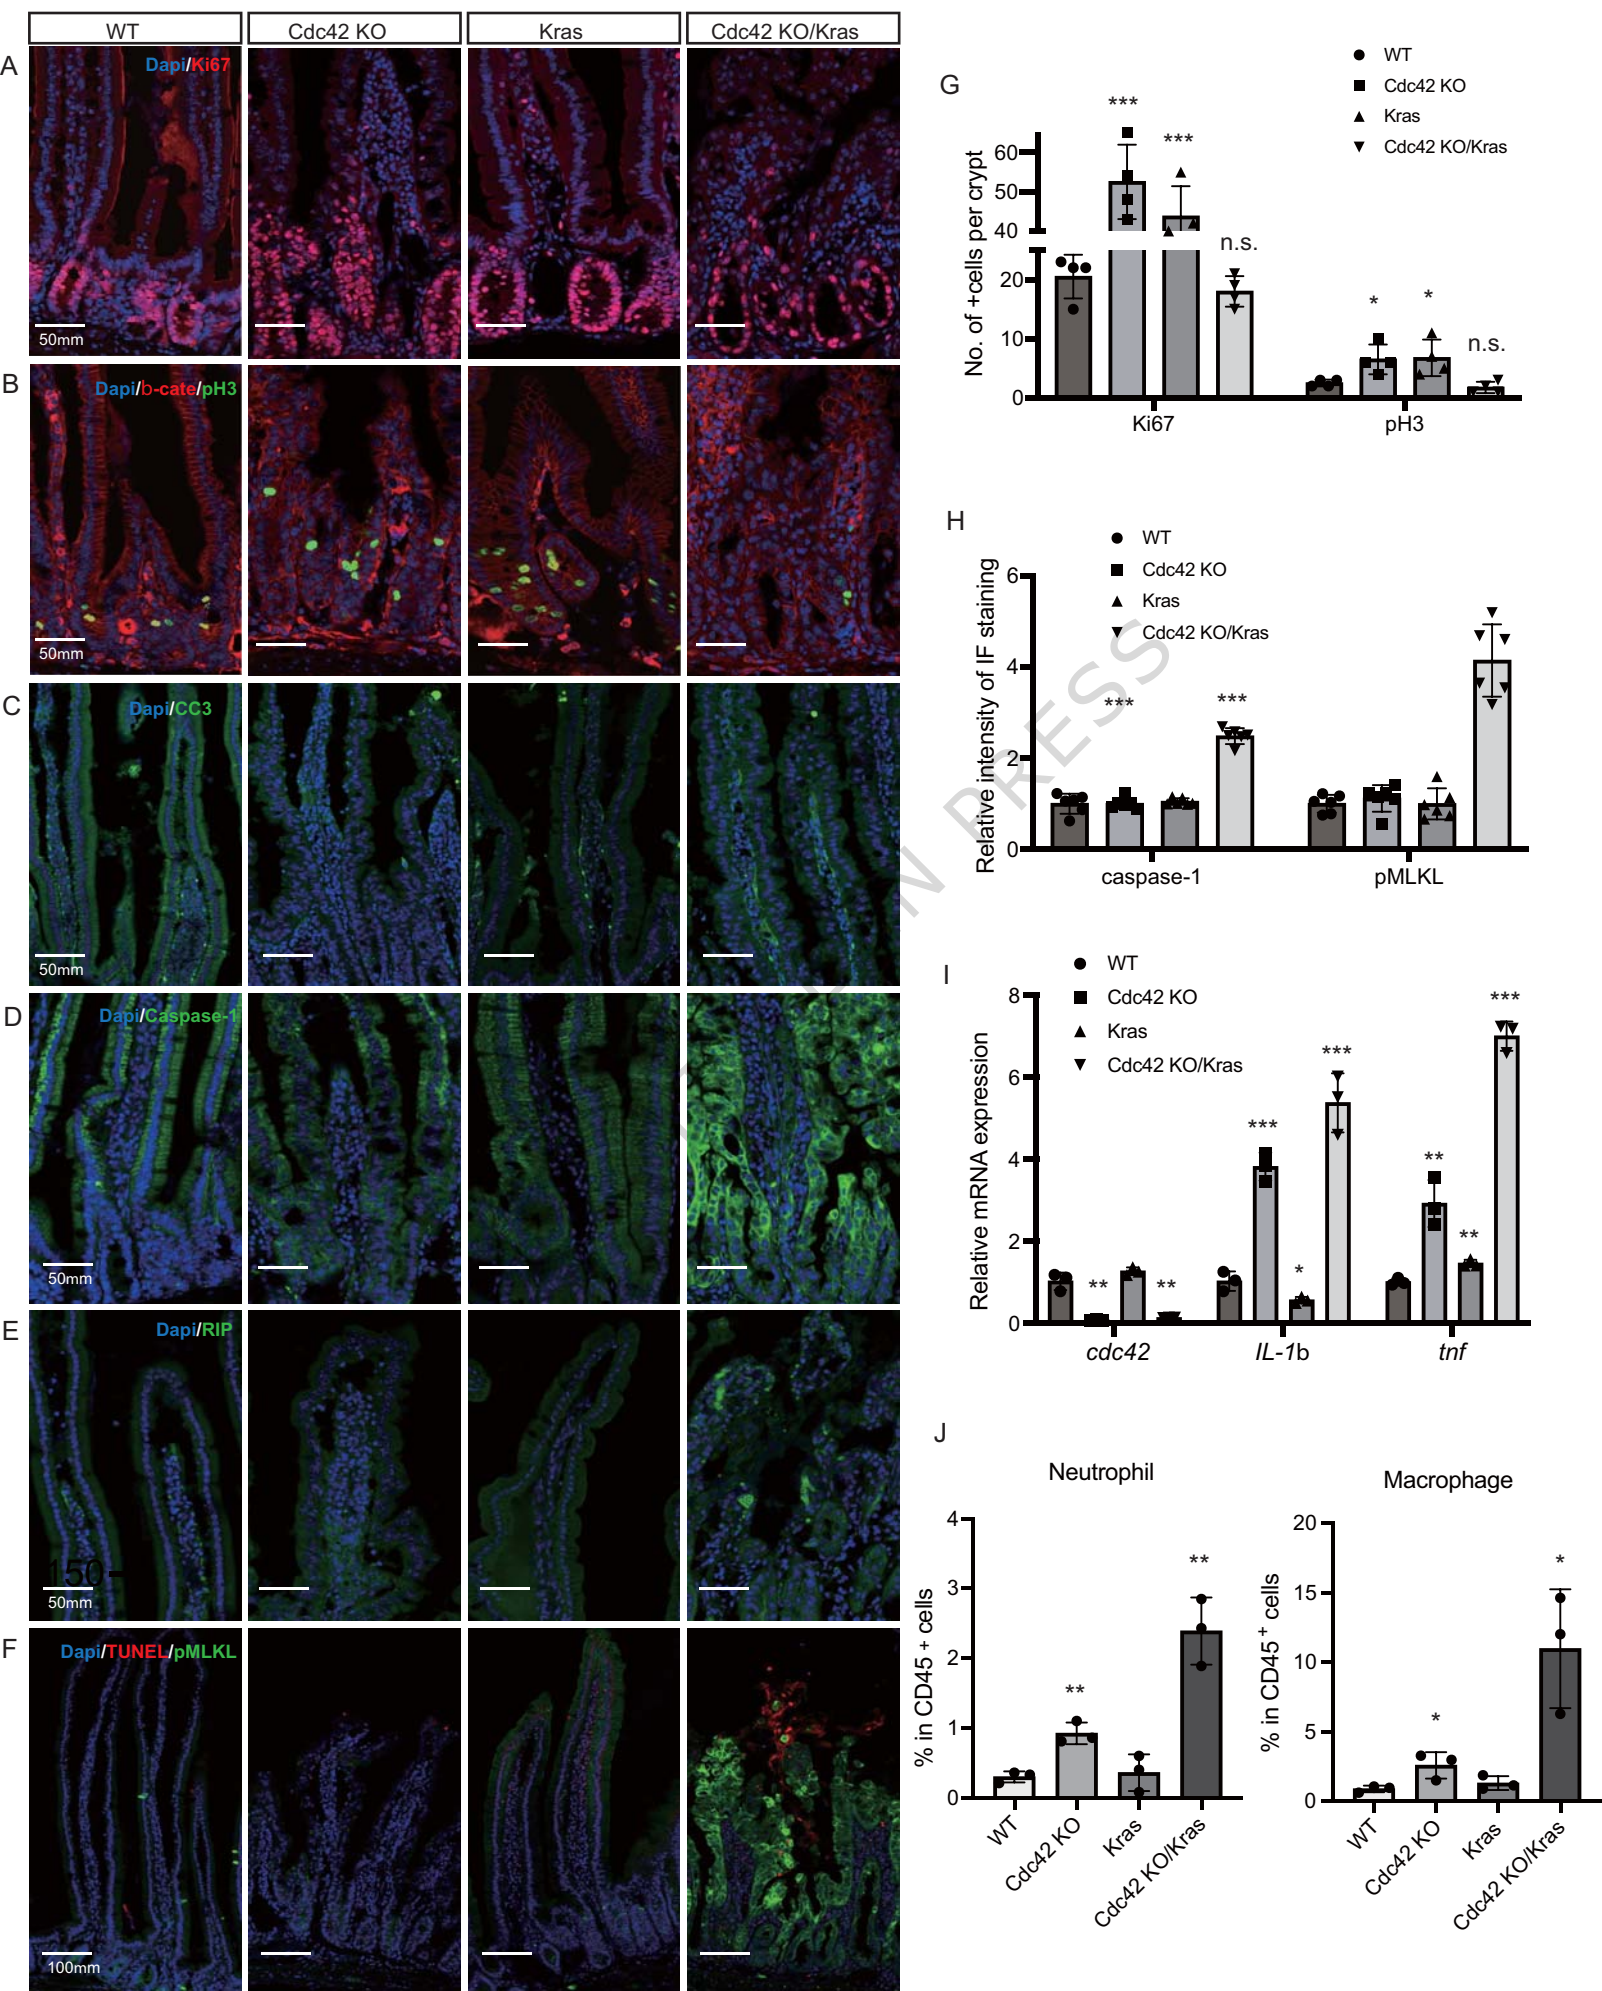 WT
Cdc42 KO
Kras
Cdc42 KO/Kras
A
Dapi/Ki67
50mm
B
Dapi/b-cate/pH3
50mm
C
Dapi/CC3
50mm
D
Dapi/Caspase-1
50mm
E
Dapi/RIP
150
50mm
F
Dapi/TUNEL/pMLKL
100mm
G
WT
Cdc42 KO
Kras
Cdc42 KO/Kras
No. of +cells per crypt
60
50
40
20
10
0
***
***
n.s.
*
*
n.s.
Ki67
pH3
H
WT
Cdc42 KO
Kras
Cdc42 KO/Kras
Relative intensity of IF staining
6
4
2
0
***
***
caspase-1
pMLKL
I
WT
Cdc42 KO
Kras
Cdc42 KO/Kras
Relative mRNA expression
8
6
4
2
0
**
**
***
*
***
**
**
***
cdc42
IL-1b
tnf
J
Neutrophil
% in CD45 + cells
4
3
2
1
0
**
**
WT
Cdc42 KO
Kras
Cdc42 KO/Kras
Macrophage
% in CD45+ cells
20
15
10
5
0
*
*
WT
Cdc42 KO
Kras
Cdc42 KO/Kras
N PRESS